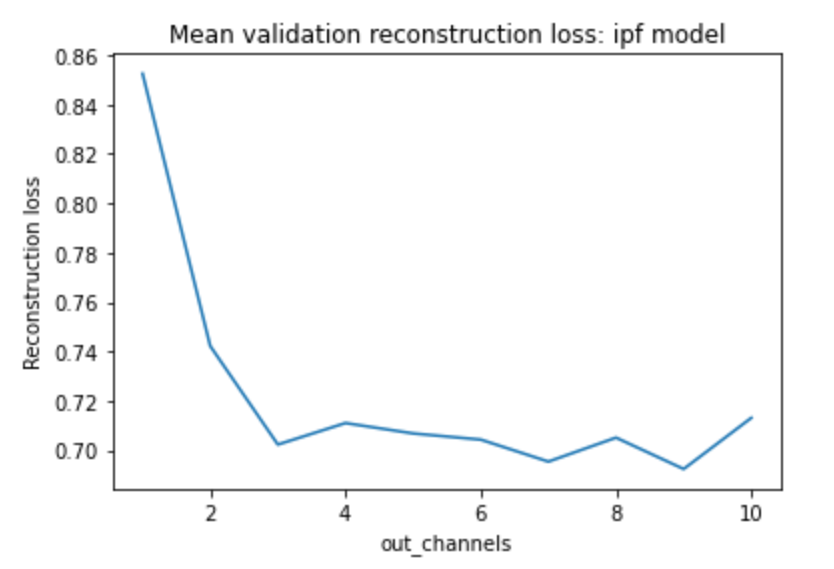 Mean validation reconstruction loss: ipf model
0.86
0.84
0.82
0.80
0.78
0.76
0.74
0.72
0.70
Reconstruction loss
2 4 6 8 10
out_channels